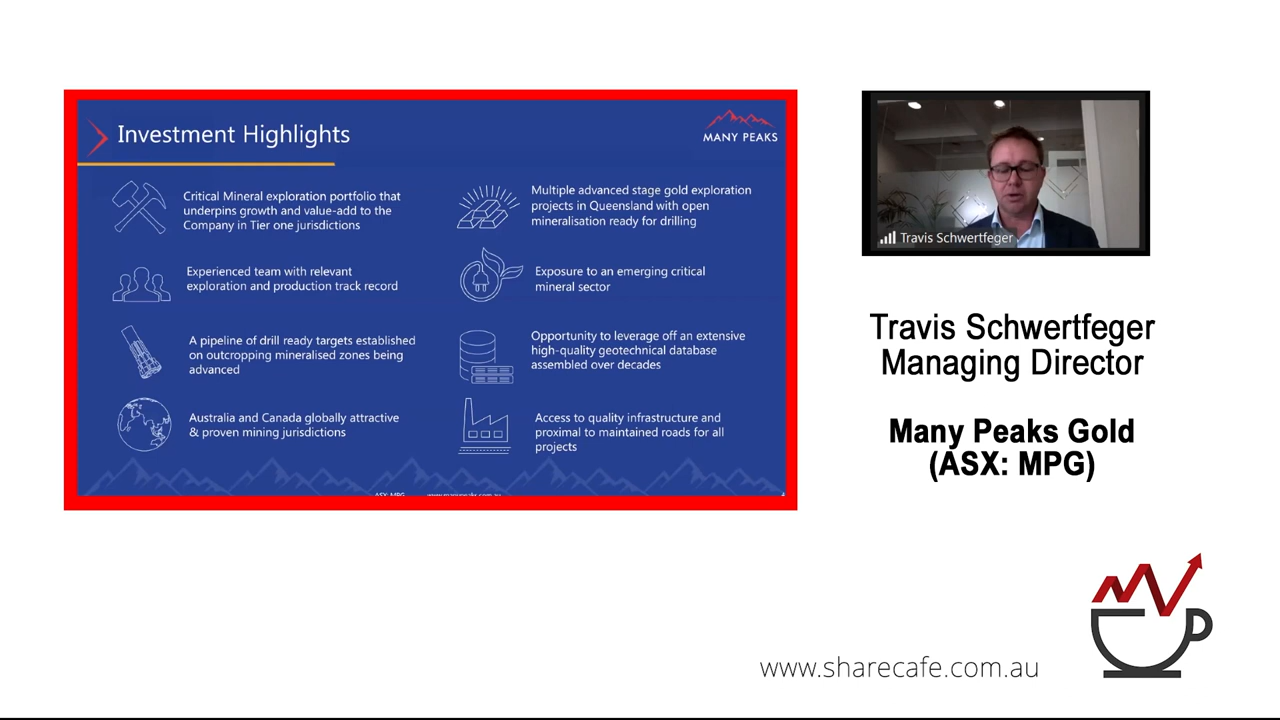 Investment Highlights
MANY PEAKS
Critical Mineral exploration portfolio that
underpins growth and value-add to the
Company in Tier one jurisdictions
Experienced team with relevant
exploration and production track record
A pipeline of drill ready targets established
on outcropping mineralised zones being
advanced
Australia and Canada globally attractive
& proven mining jurisdictions
Multiple advanced stage gold exploration
projects in Queensland with open
mineralisation ready for drilling
Exposure to an emerging critical
mineral sector
Opportunity to leverage off an extensive
high-quality geotechnical database
assembled over decades
Access to quality infrastructure and
proximal to maintained roads for all
projects
ASX: MPG
Travis Schwertfeger
Travis Schwertfeger
Managing Director
Many Peaks Gold
(ASX: MPG)
www.sharecafe.com.au